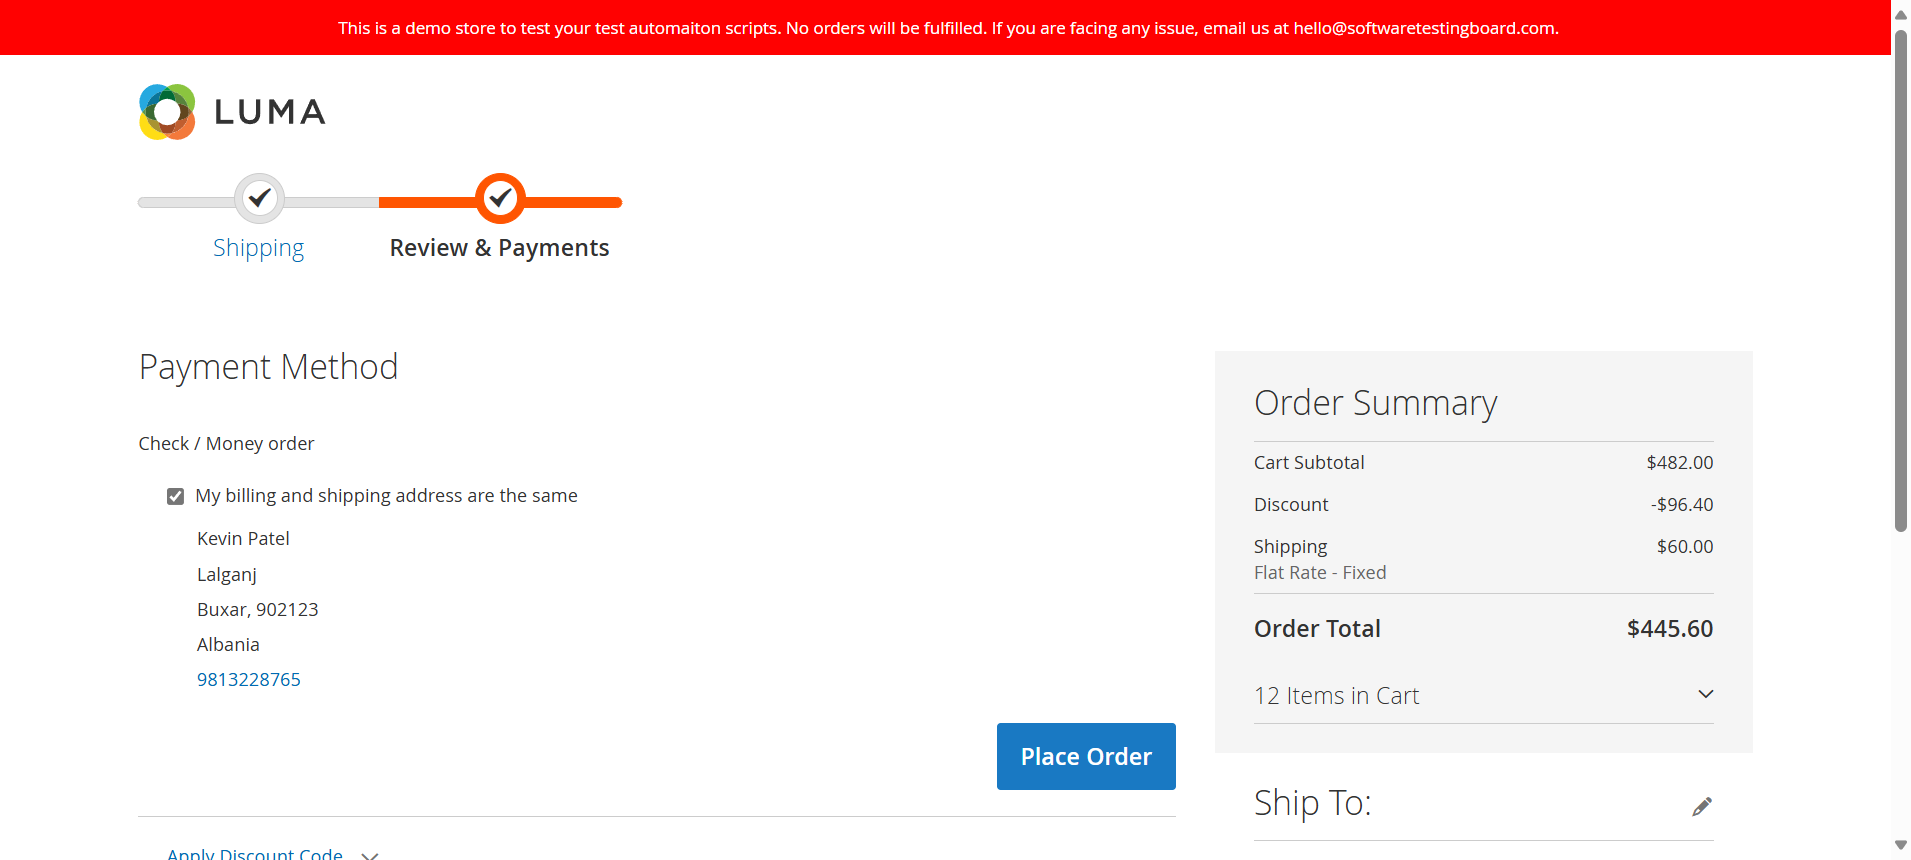 This is a demo store to test your test automaiton scripts. No orders will be fulfilled. If you are facing any issue, email us at hello@softwaretestingboard.com.
LUMA
Shipping
Review & Payments
Payment Method
Check / Money order
My billing and shipping address are the same
Kevin Patel
Lalganj
Buxar, 902123
Albania
9813228765
Place Order
Apply Discount Code
Order Summary
Cart Subtotal $482.00
Discount -$96.40
Shipping $60.00
Flat Rate - Fixed
Order Total $445.60
12 Items in Cart
Ship To: